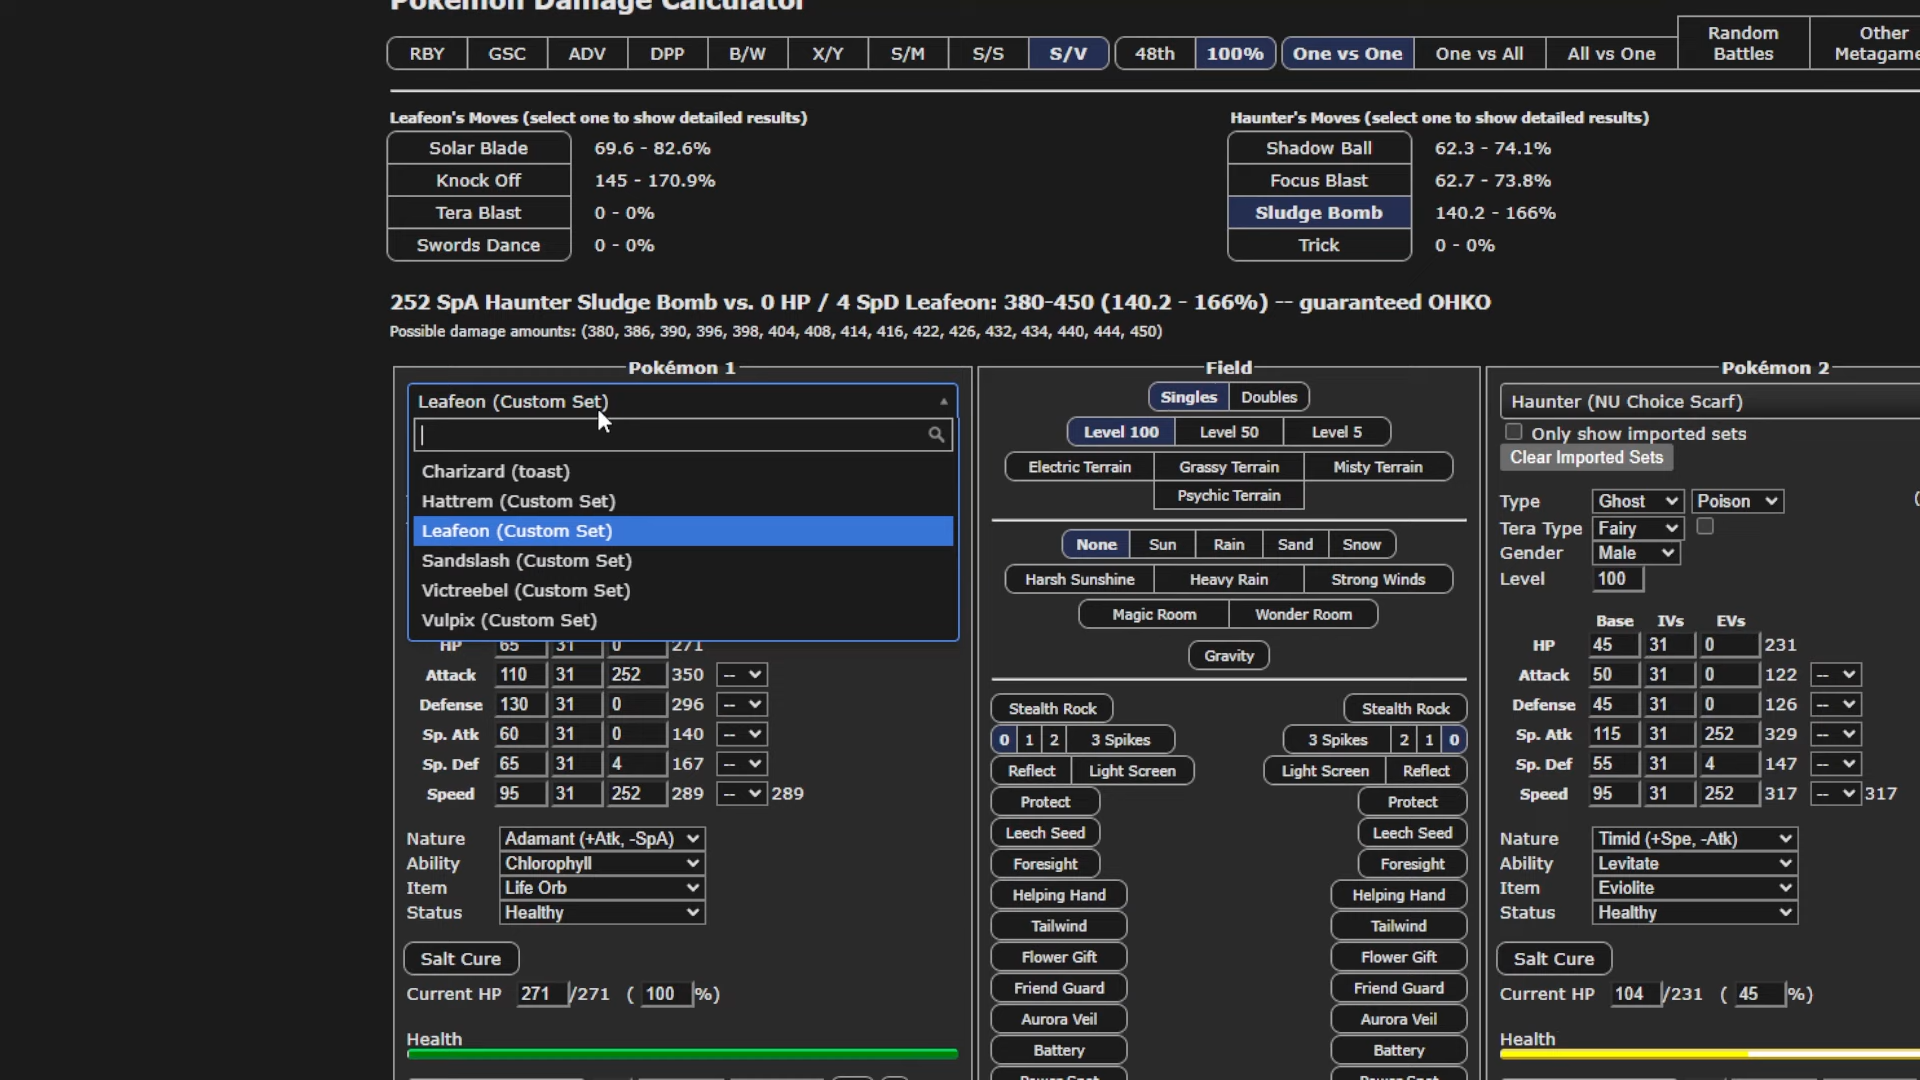 Pokémon Damage Calculator
RBY GSC ADV DPP B/W X/Y S/M S/S S/V 48th 100% One vs One One vs All All vs One Random Battles Other Metagame
Leafeon's Moves (select one to show detailed results)
Solar Blade 69.6 - 82.6%
Knock Off 145 - 170.9%
Tera Blast 0 - 0%
Swords Dance 0 - 0%
Haunter's Moves (select one to show detailed results)
Shadow Ball 62.3 - 74.1%
Focus Blast 62.7 - 73.8%
Sludge Bomb 140.2 - 166%
Trick 0 - 0%
252 SpA Haunter Sludge Bomb vs. 0 HP / 4 SpD Leafeon: 380-450 (140.2 - 166%) -- guaranteed OHKO
Possible damage amounts: (380, 386, 390, 396, 398, 404, 408, 414, 416, 422, 426, 432, 434, 440, 444, 450)
Pokémon 1
Leafeon (Custom Set)
Charizard (toast)
Hattrem (Custom Set)
Leafeon (Custom Set)
Sandslash (Custom Set)
Victreebel (Custom Set)
Vulpix (Custom Set)
HP 65 31 0 271
Attack 110 31 252 350 --
Defense 130 31 0 296 --
Sp. Atk 60 31 0 140 --
Sp. Def 65 31 4 167 --
Speed 95 31 252 289 -- 289
Nature Adamant (+Atk, -SpA)
Ability Chlorophyll
Item Life Orb
Status Healthy
Salt Cure
Current HP 271 /271 ( 100 %)
Health
Field
Singles Doubles
Level 100 Level 50 Level 5
Electric Terrain Grassy Terrain Misty Terrain
Psychic Terrain
None Sun Rain Sand Snow
Harsh Sunshine Heavy Rain Strong Winds
Magic Room Wonder Room
Gravity
Stealth Rock Stealth Rock
0 1 2 3 Spikes 3 Spikes 2 1 0
Reflect Light Screen Light Screen Reflect
Protect Protect
Leech Seed Leech Seed
Foresight Foresight
Helping Hand Helping Hand
Tailwind Tailwind
Flower Gift Flower Gift
Friend Guard Friend Guard
Aurora Veil Aurora Veil
Battery Battery
Power Spot Power Spot
Pokémon 2
Haunter (NU Choice Scarf)
Only show imported sets
Clear Imported Sets
Type Ghost Poison (
Tera Type Fairy
Gender Male
Level 100
Base IVs EVs
HP 45 31 0 231
Attack 50 31 0 122 --
Defense 45 31 0 126 --
Sp. Atk 115 31 252 329 --
Sp. Def 55 31 4 147 --
Speed 95 31 252 317 -- 317
Nature Timid (+Spe, -Atk)
Ability Levitate
Item Eviolite
Status Healthy
Salt Cure
Current HP 104 /231 ( 45 %)
Health